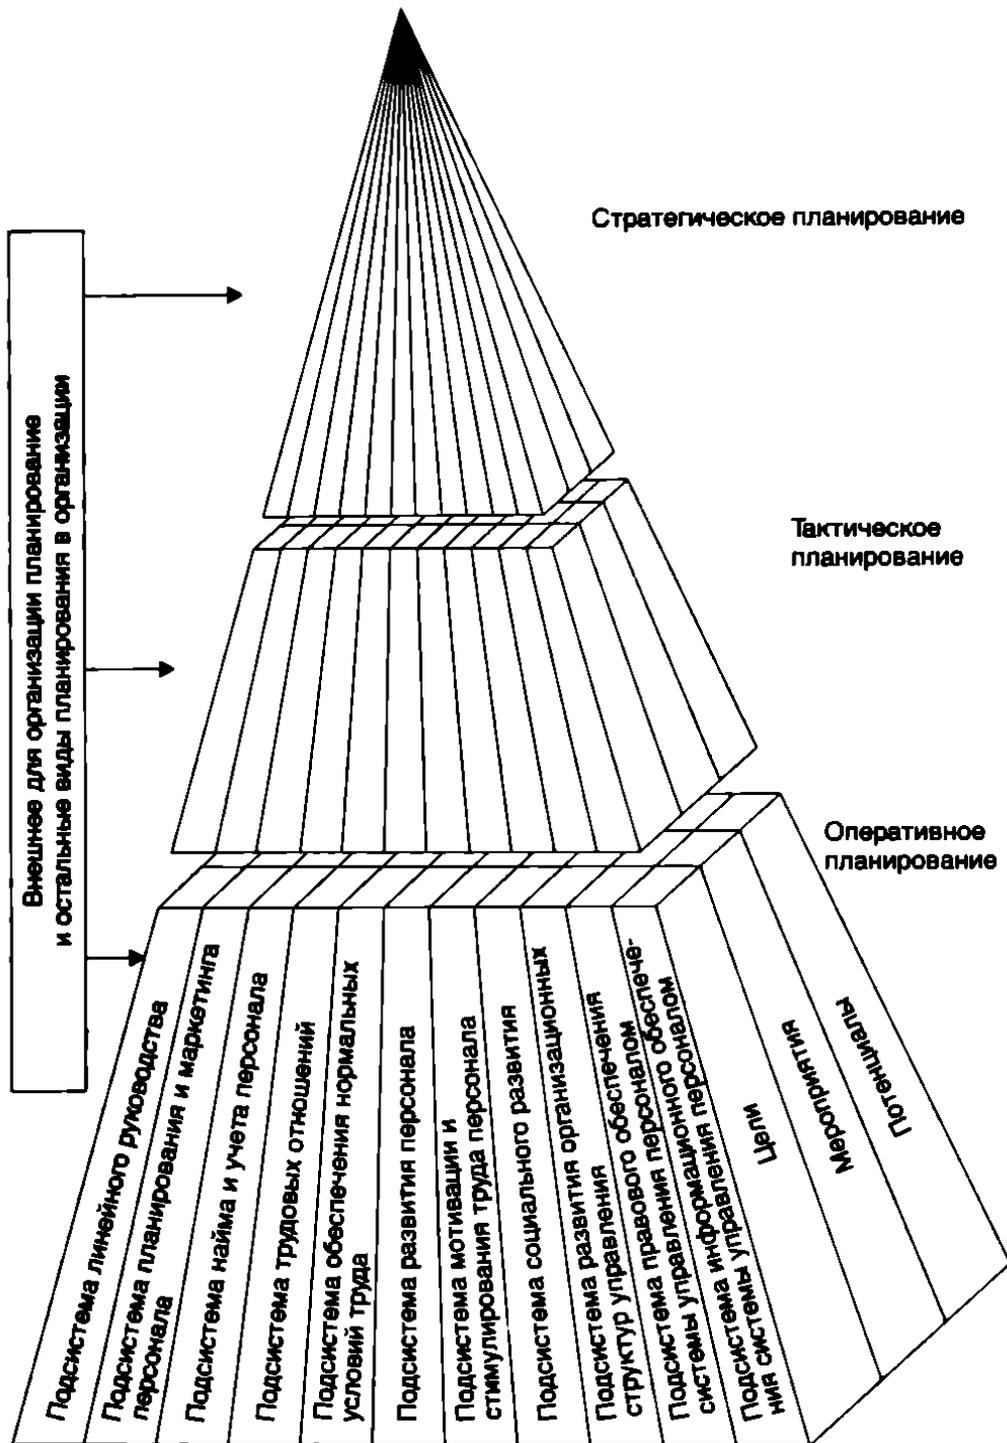 Стратегическое планирование
Внешнее для организации планирование
и остальные виды планирования в организации
Тактическое
планирование
Оперативное
планирование
Подсистема линейного руководства
Подсистема планирования и маркетинга
персонала
Подсистема найма и учета персонала
Подсистема трудовых отношений
Подсистема обеспечения нормальных
условий труда
Подсистема развития персонала
Подсистема мотивации и
стимулирования труда персонала
Подсистема социального развития
Подсистема развития организационных
структур управления
Подсистема правового обеспечения
системы управления персоналом
Подсистема информационного обеспече-
ния системы управления персоналом
Цели
Мероприятия
Потенциалы